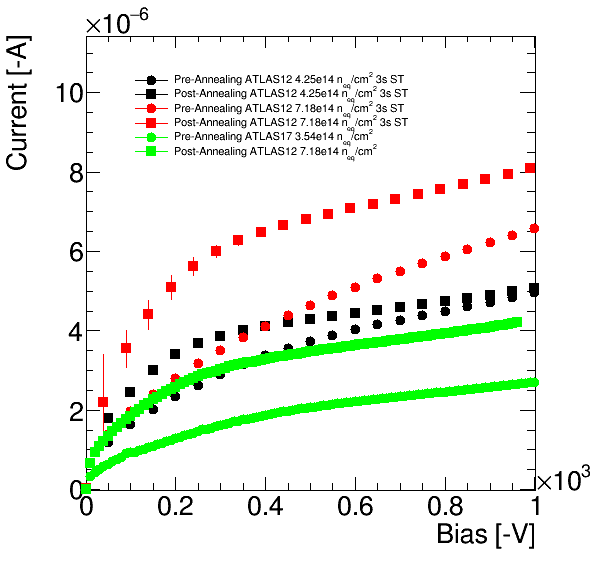 ×10⁻⁶
Current [-A]
10
8
6
4
2
0
Pre-Annealing ATLAS12 4.25e14 n_eq/cm² 3s ST
Post-Annealing ATLAS12 4.25e14 n_eq/cm² 3s ST
Pre-Annealing ATLAS12 7.18e14 n_eq/cm² 3s ST
Post-Annealing ATLAS12 7.18e14 n_eq/cm² 3s ST
Pre-Annealing ATLAS17 3.54e14 n_eq/cm²
Post-Annealing ATLAS12 7.18e14 n_eq/cm²
0 0.2 0.4 0.6 0.8 1
×10³
Bias [-V]